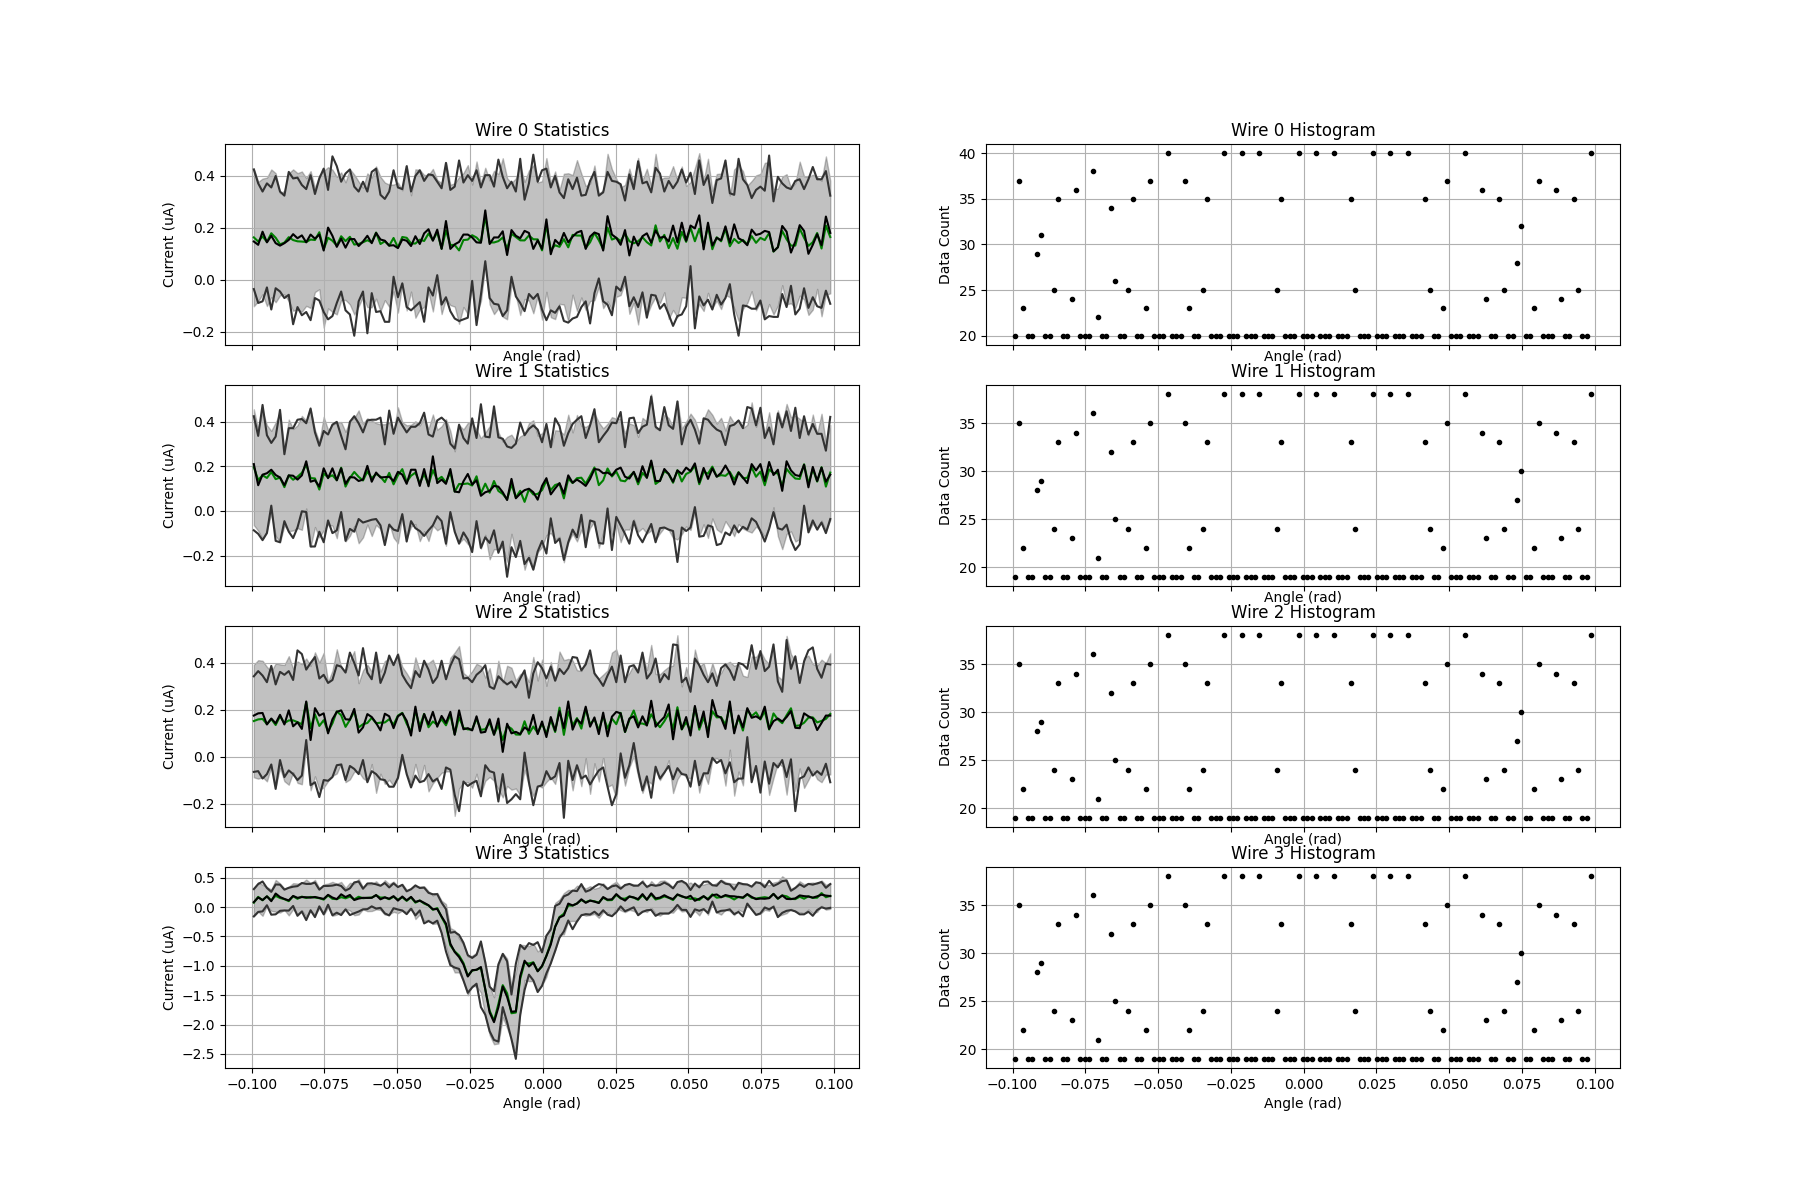 Wire 0 Statistics
Current (uA)
0.4
0.2
0.0
−0.2
Angle (rad)
Wire 0 Histogram
Data Count
40
35
30
25
20
Angle (rad)
Wire 1 Statistics
Current (uA)
0.4
0.2
0.0
−0.2
Angle (rad)
Wire 1 Histogram
Data Count
35
30
25
20
Angle (rad)
Wire 2 Statistics
Current (uA)
0.4
0.2
0.0
−0.2
Angle (rad)
Wire 2 Histogram
Data Count
35
30
25
20
Angle (rad)
Wire 3 Statistics
Current (uA)
0.5
0.0
−0.5
−1.0
−1.5
−2.0
−2.5
−0.100 −0.075 −0.050 −0.025 0.000 0.025 0.050 0.075 0.100
Angle (rad)
Wire 3 Histogram
Data Count
35
30
25
20
−0.100 −0.075 −0.050 −0.025 0.000 0.025 0.050 0.075 0.100
Angle (rad)